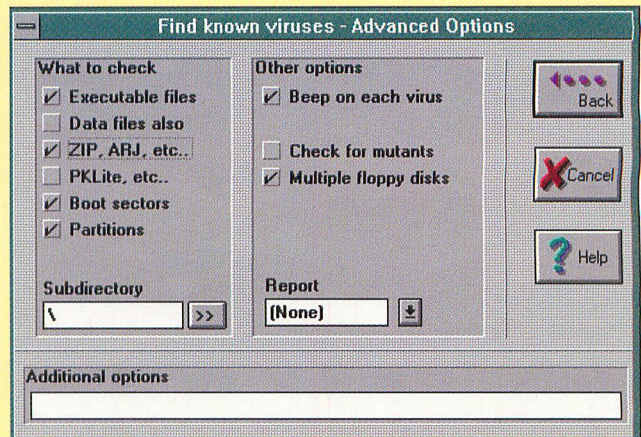 Find known viruses - Advanced Options
What to check
Executable files
Data files also
ZIP, ARJ, etc..
PKLite, etc..
Boot sectors
Partitions
Subdirectory
\
>>
Other options
Beep on each virus
Check for mutants
Multiple floppy disks
Report
(None)
Back
Cancel
Help
Additional options